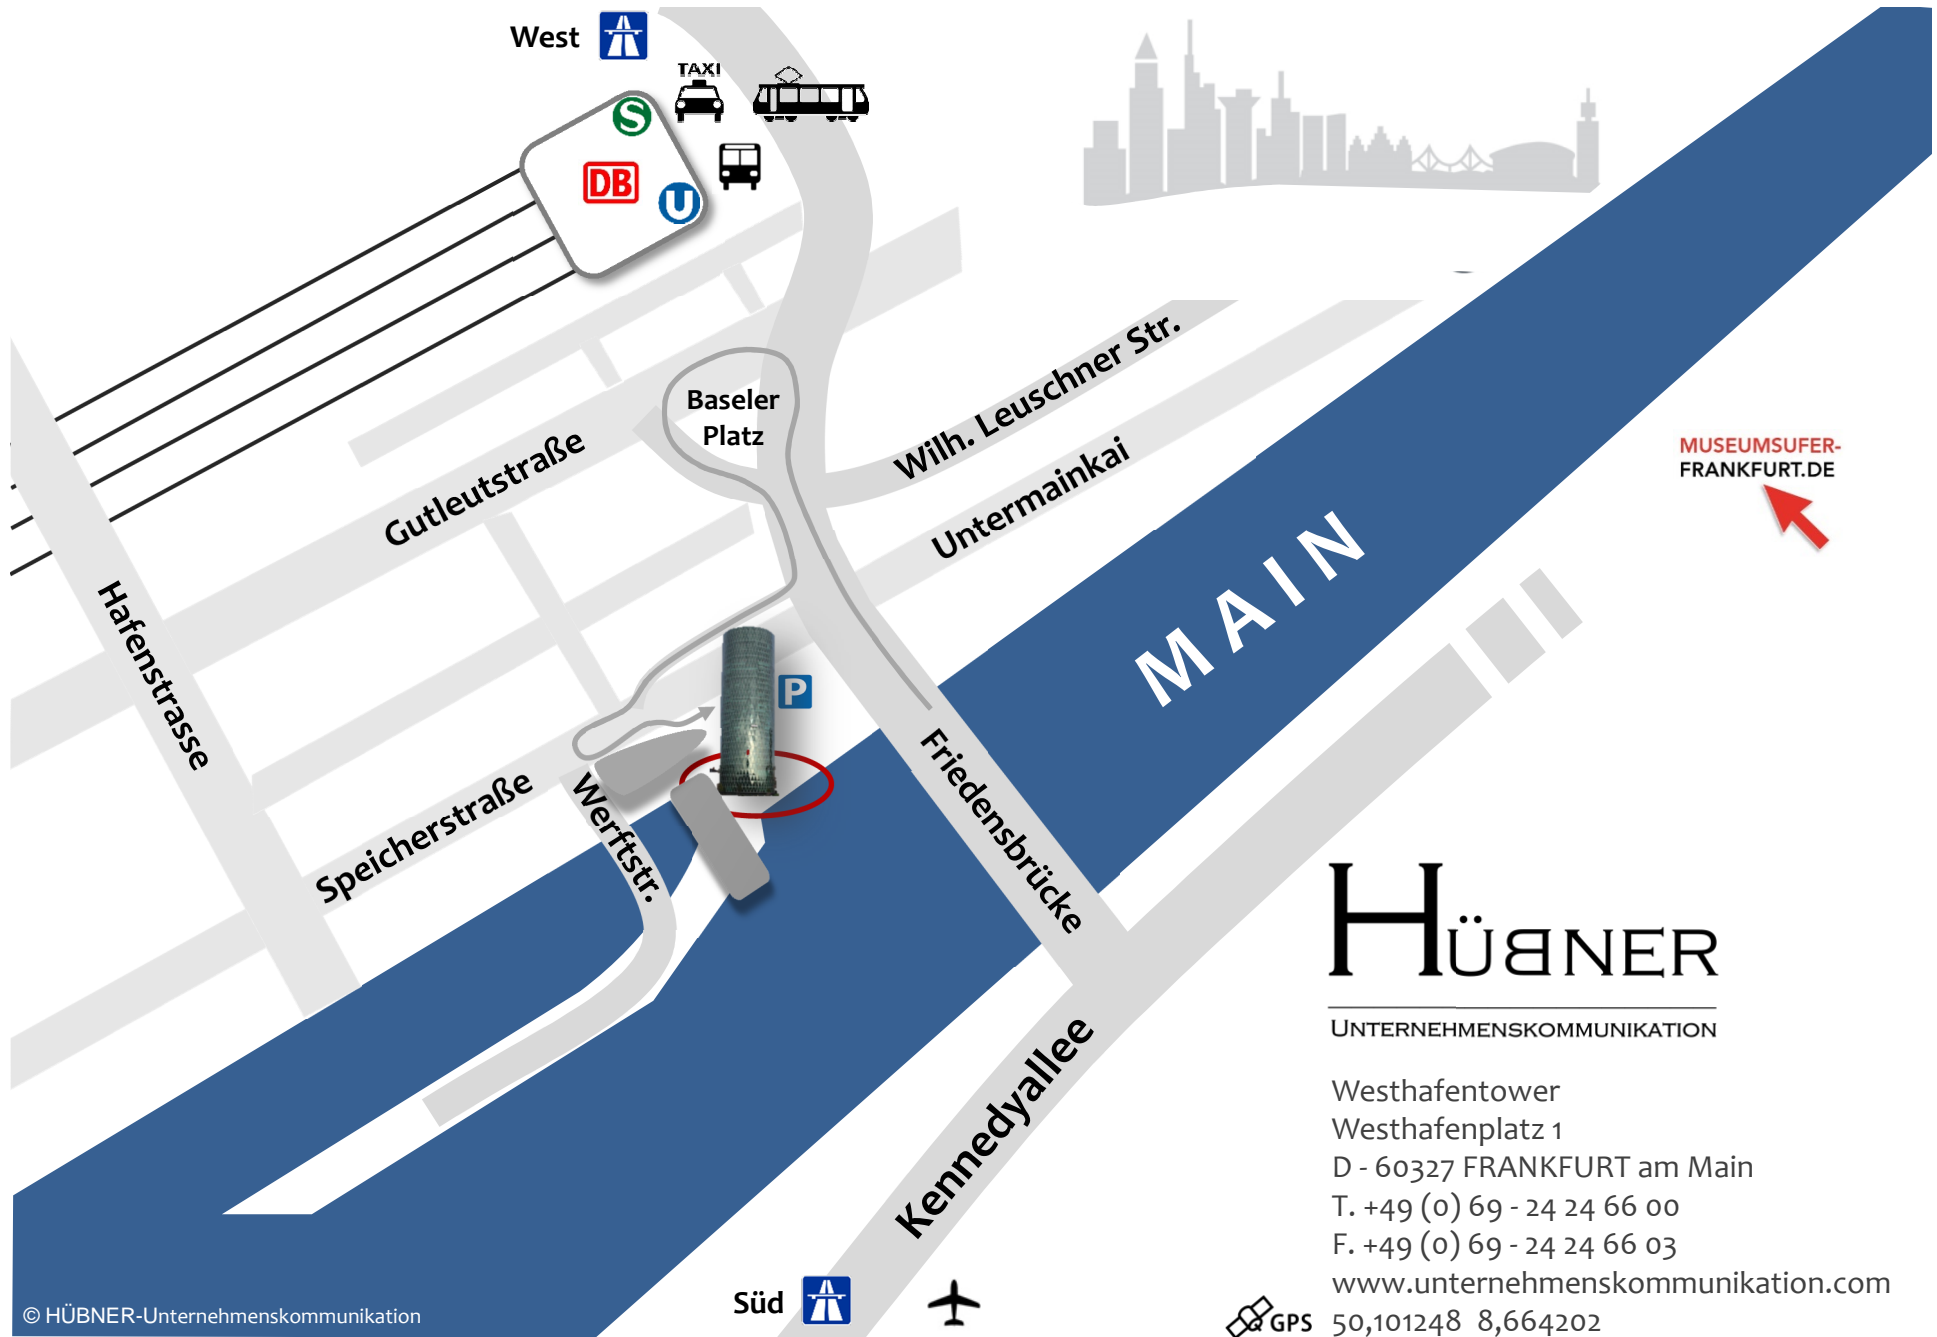 West
TAXI
S
DB
U
Baseler
Platz
Wilh. Leuschner Str.
Untermainkai
Gutleutstraße
Hafenstrasse
MUSEUMSUFER-
FRANKFURT.DE
MAIN
P
Speicherstraße
Werftstr.
Friedensbrücke
Kennedyallee
HÜBNER
UNTERNEHMENSKOMMUNIKATION
Westhafentower
Westhafenplatz 1
D - 60327 FRANKFURT am Main
T. +49 (0) 69 - 24 24 66 00
F. +49 (0) 69 - 24 24 66 03
www.unternehmenskommunikation.com
GPS 50,101248 8,664202
Süd
© HÜBNER-Unternehmenskommunikation